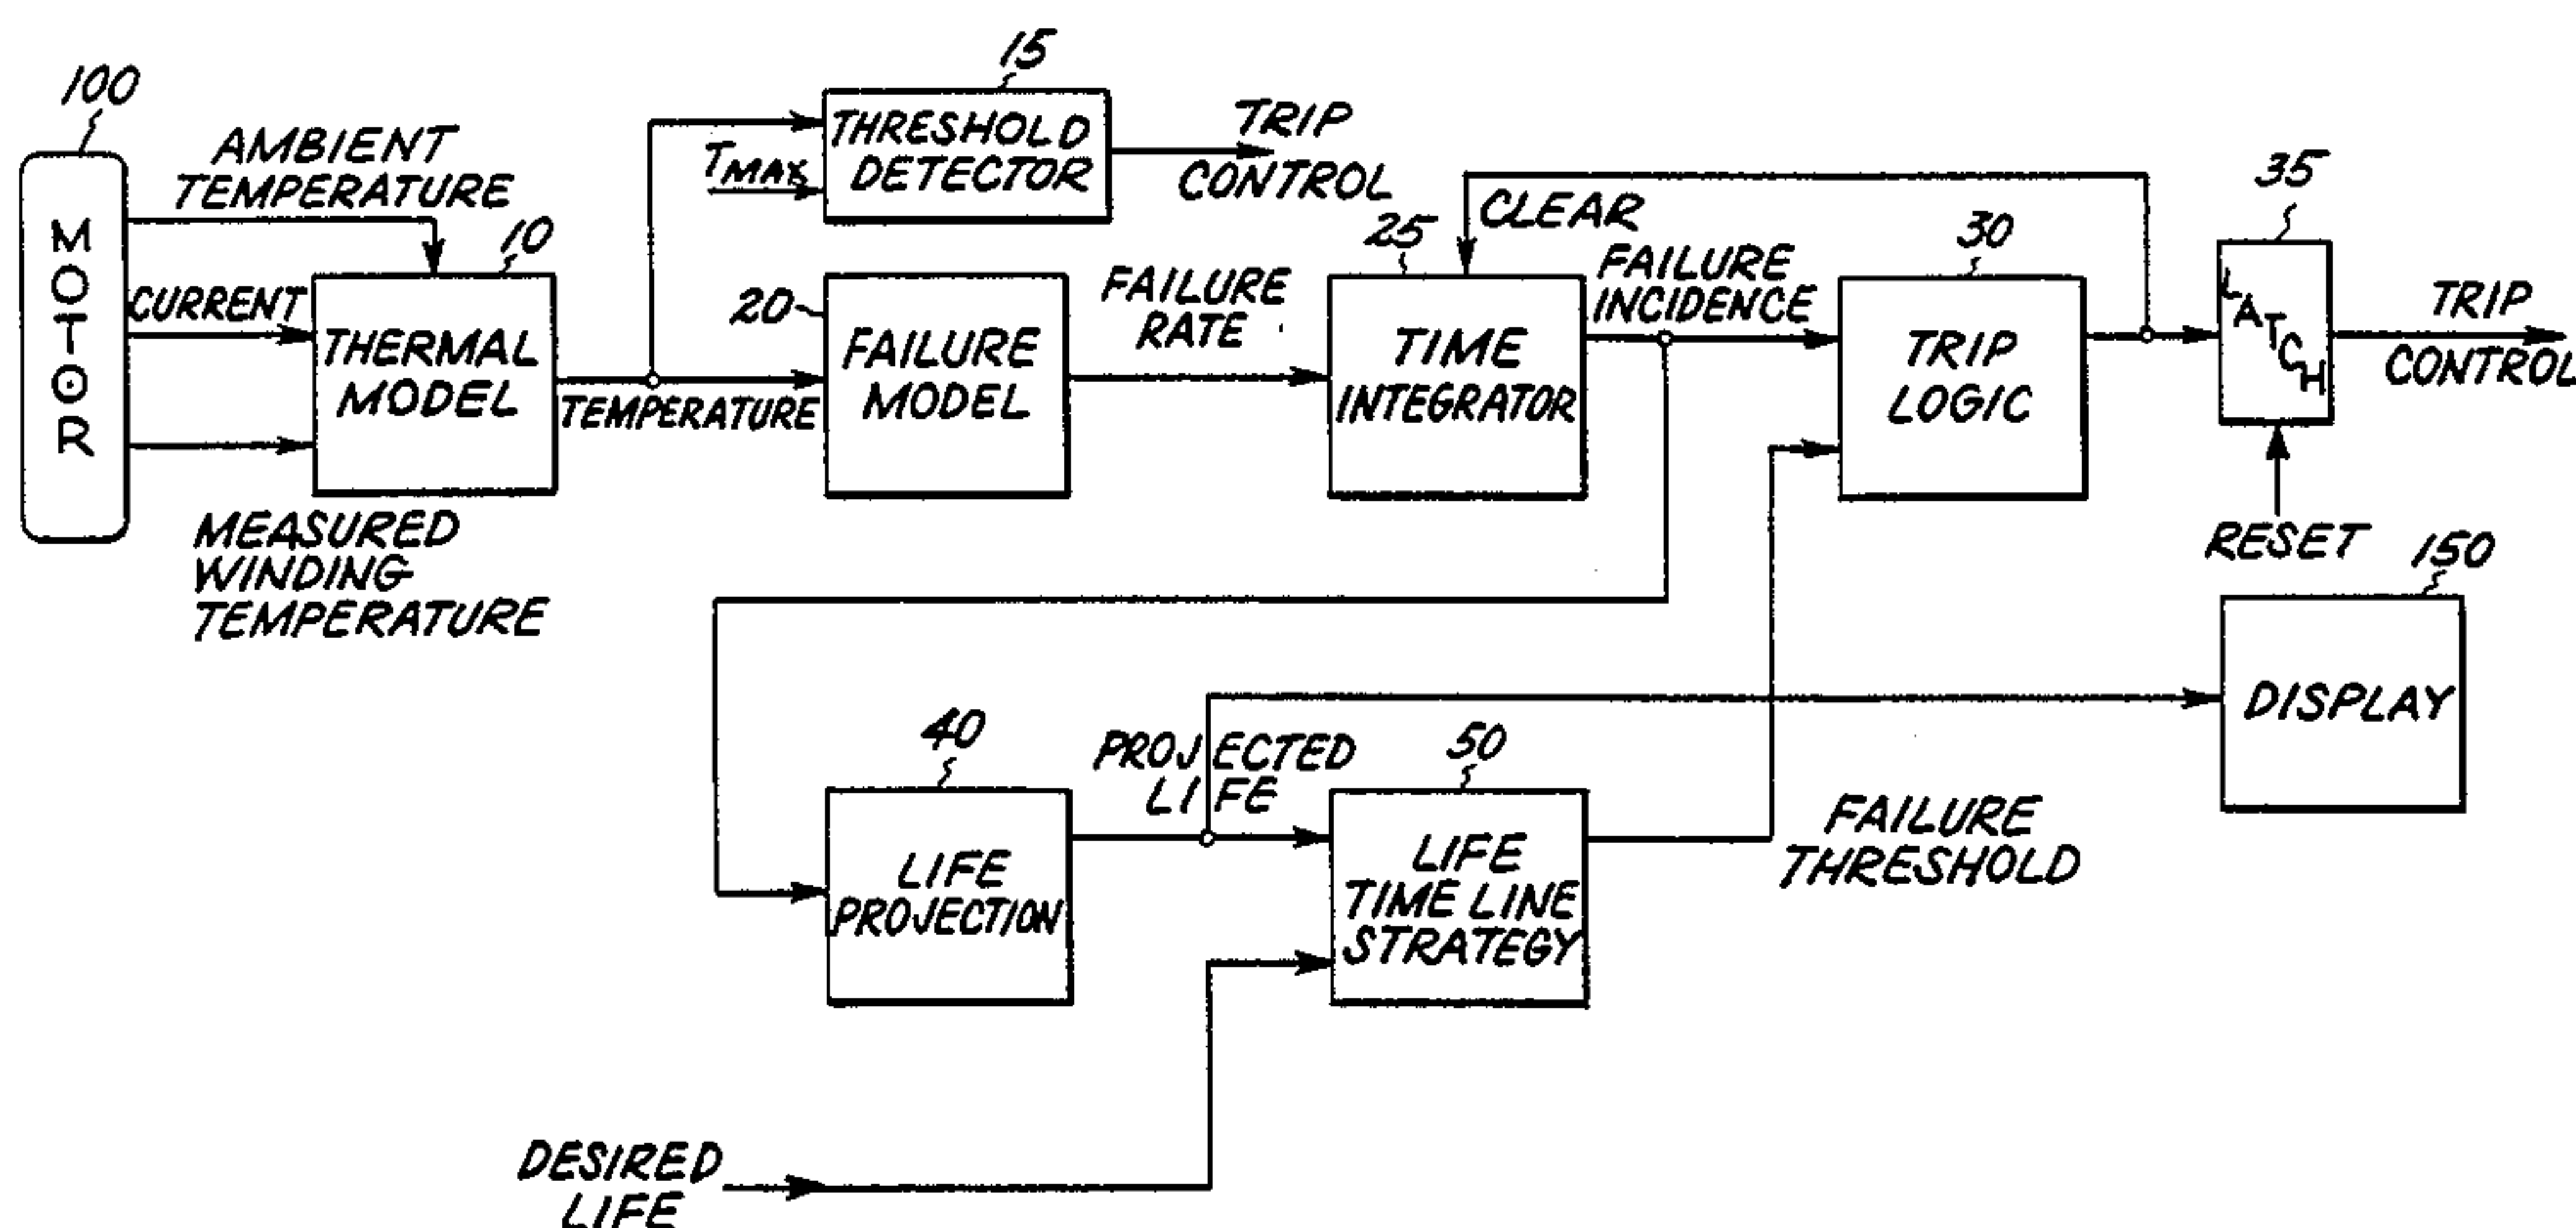 100
MOTOR
AMBIENT
TEMPERATURE
CURRENT
MEASURED
WINDING
TEMPERATURE
10
THERMAL
MODEL
TEMPERATURE
15
THRESHOLD
DETECTOR
TMAX
TRIP
CONTROL
20
FAILURE
MODEL
FAILURE
RATE
25
CLEAR
TIME
INTEGRATOR
FAILURE
INCIDENCE
30
TRIP
LOGIC
35
LATCH
TRIP
CONTROL
RESET
150
DISPLAY
40
LIFE
PROJECTION
PROJECTED
LIFE
50
LIFE
TIME LINE
STRATEGY
FAILURE
THRESHOLD
DESIRED
LIFE